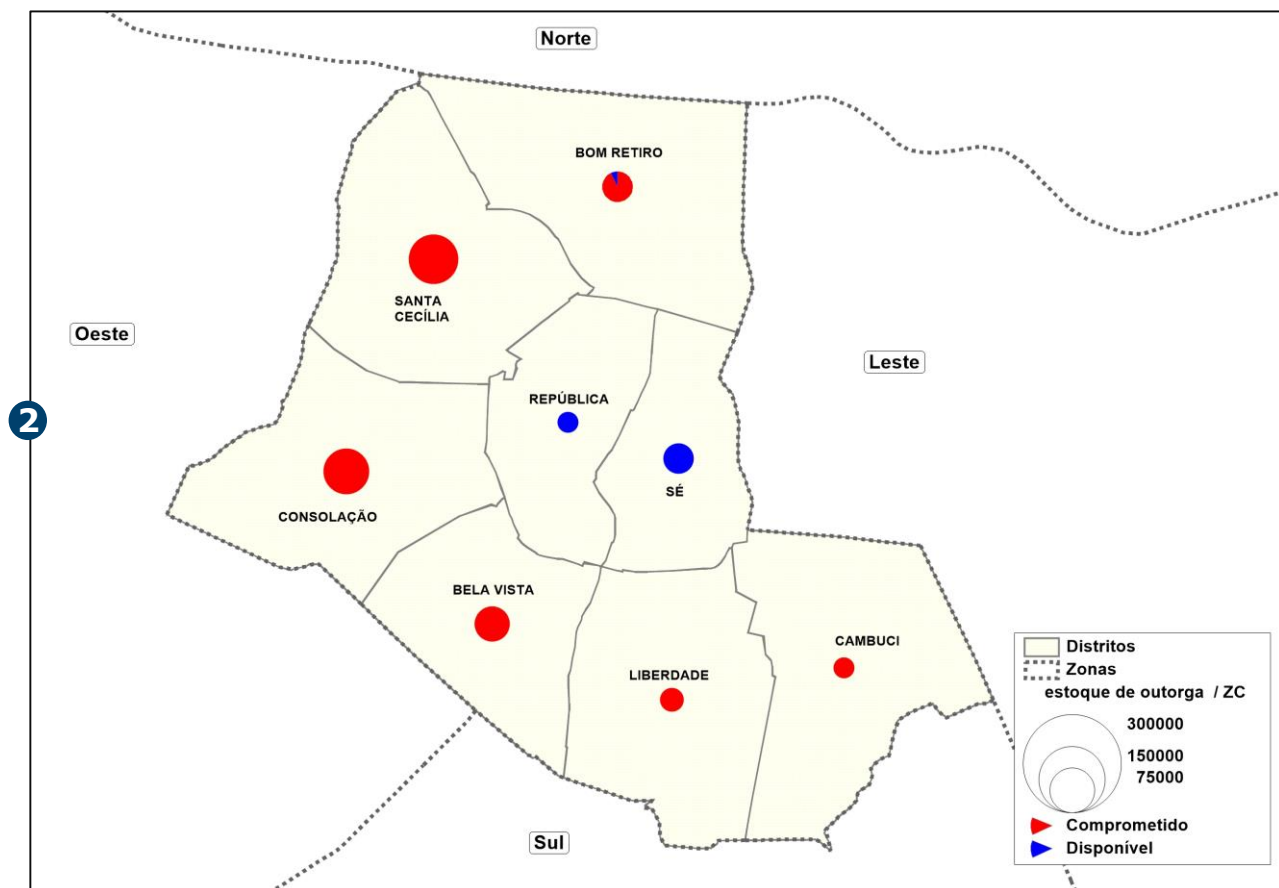 Norte
BOM RETIRO
SANTA
CECÍLIA
Oeste
Leste
REPÚBLICA
2
SÉ
CONSOLAÇÃO
BELA VISTA
CAMBUCI
LIBERDADE
Sul
Distritos
Zonas
estoque de outorga / ZC
300000
150000
75000
Comprometido
Disponível